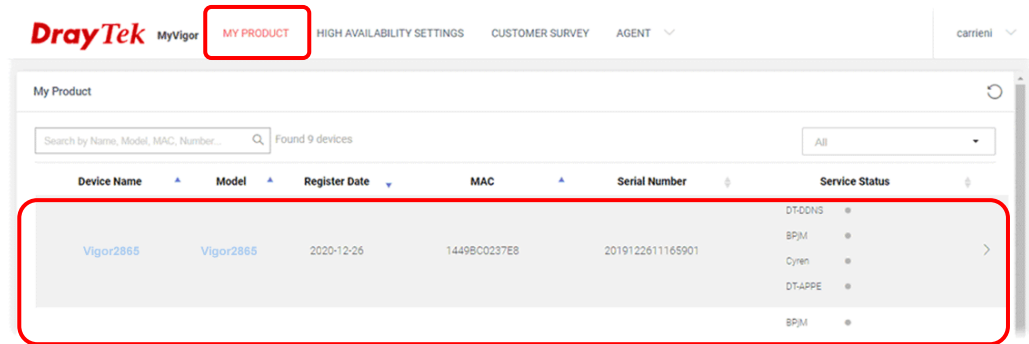 DrayTek MyVigor MY PRODUCT HIGH AVAILABILITY SETTINGS CUSTOMER SURVEY AGENT carrieni
My Product
Search by Name, Model, MAC, Number... Found 9 devices All
Device Name Model Register Date MAC Serial Number Service Status
DT-DDNS
BPJM
Vigor2865 Vigor2865 2020-12-26 1449BC0237E8 2019122611165901
Cyren
DT-APPE
BPJM